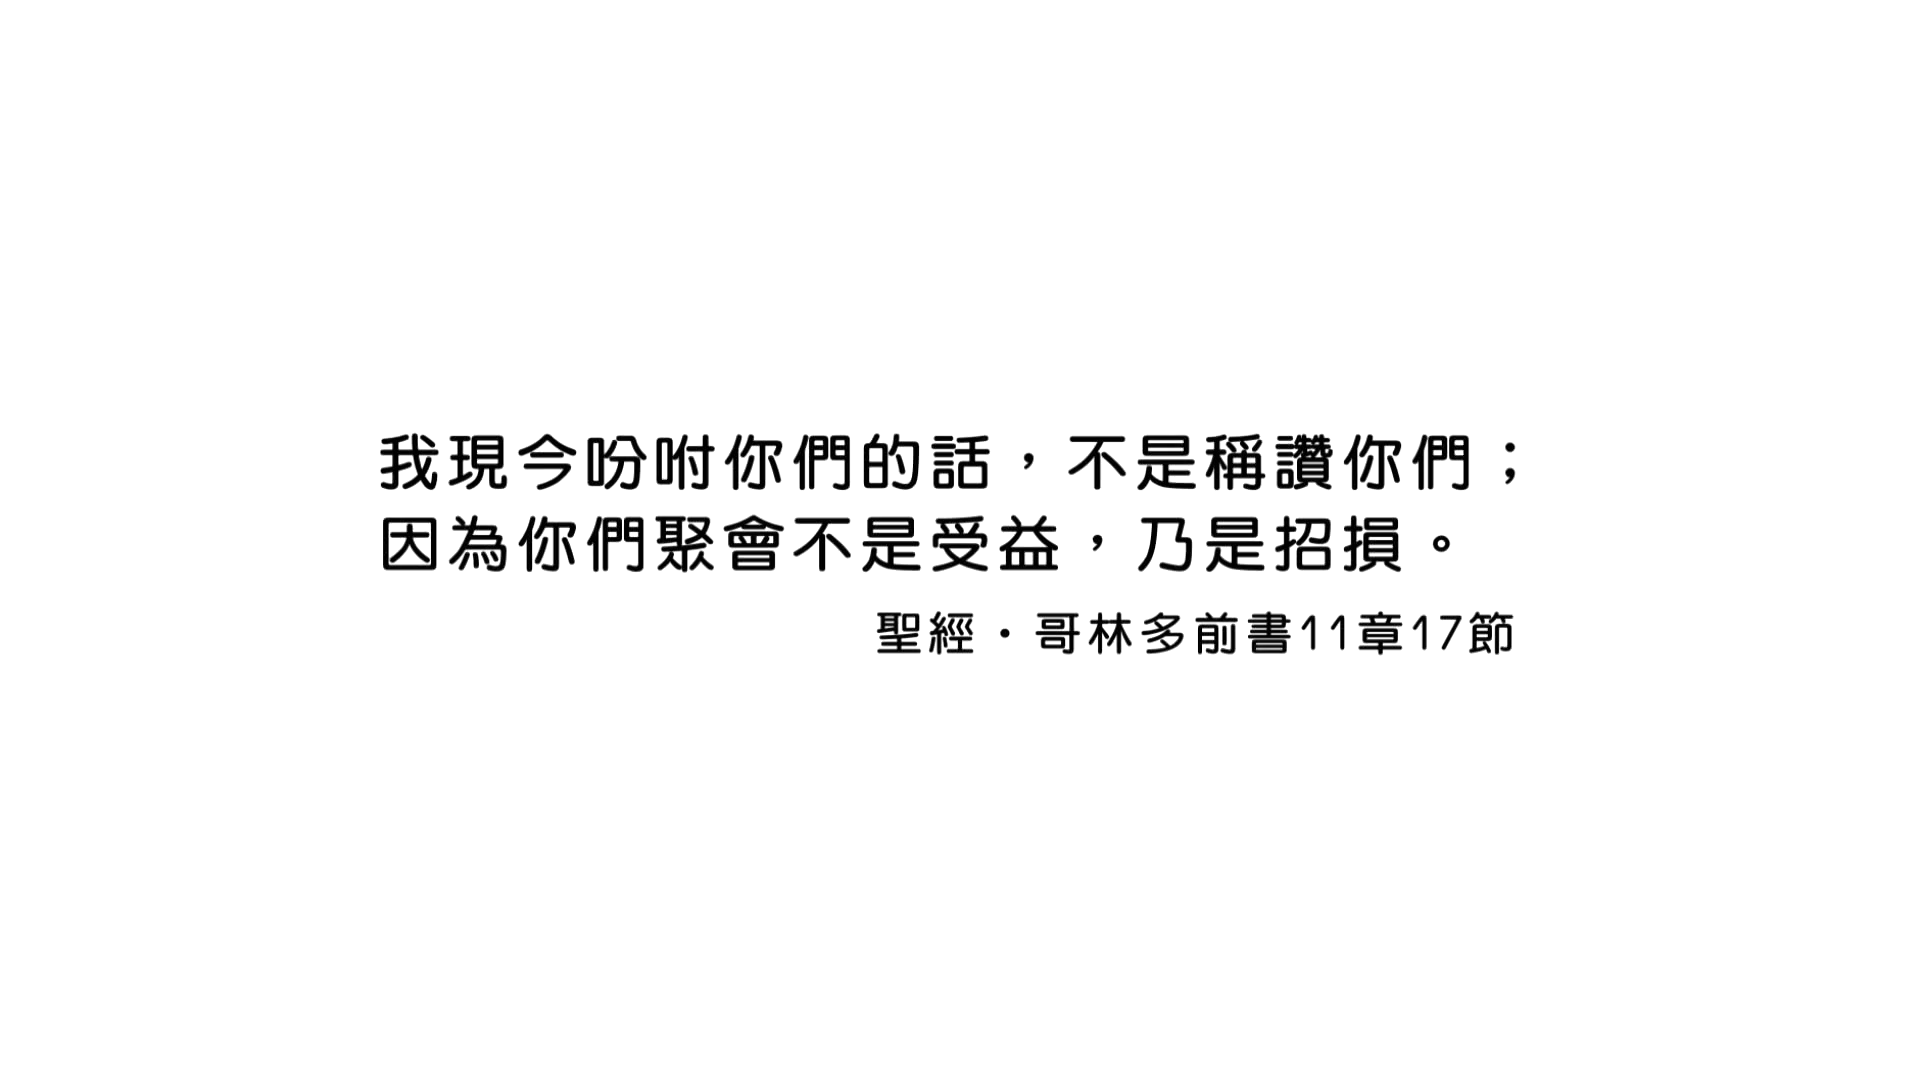 我現今吩咐你們的話，不是稱讚你們；
因為你們聚會不是受益，乃是招損。
聖經・哥林多前書11章17節